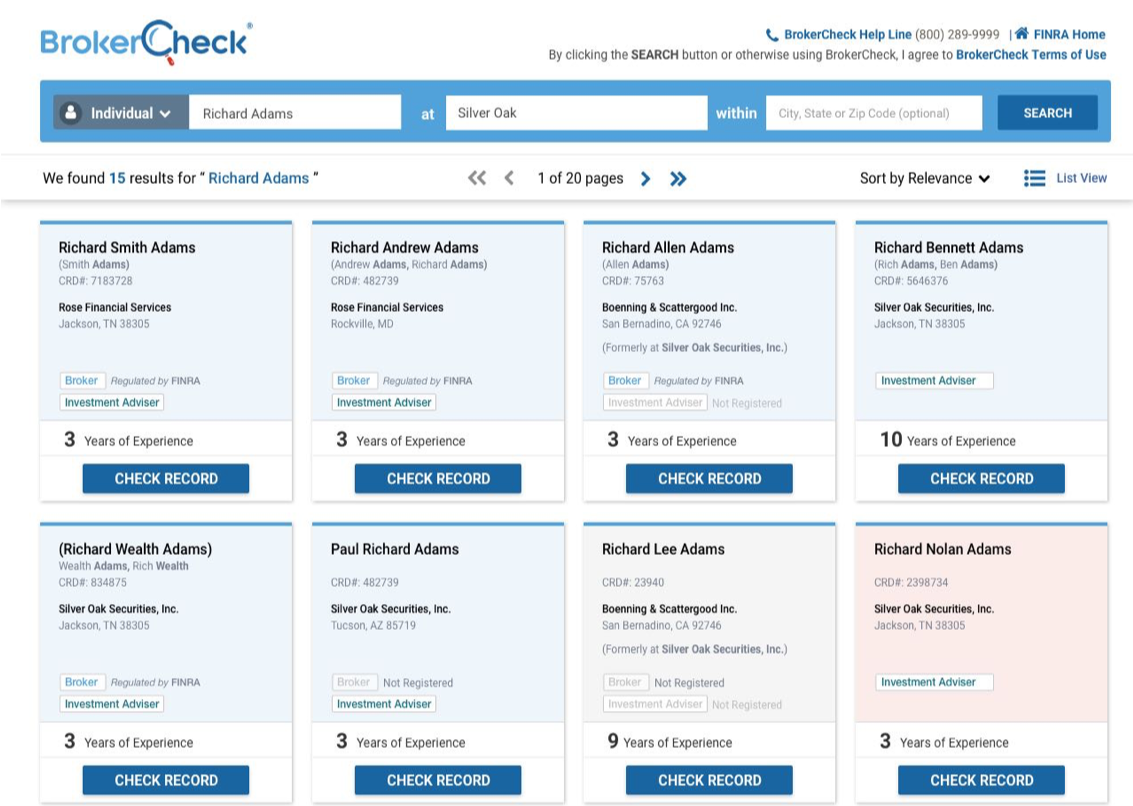 BrokerCheck®
BrokerCheck Help Line (800) 289-9999 | FINRA Home
By clicking the SEARCH button or otherwise using BrokerCheck, I agree to BrokerCheck Terms of Use
Individual Richard Adams at Silver Oak within City, State or Zip Code (optional) SEARCH
We found 15 results for “ Richard Adams ” 1 of 20 pages Sort by Relevance List View
Richard Smith Adams
(Smith Adams)
CRD#: 7183728
Rose Financial Services
Jackson, TN 38305
Broker Regulated by FINRA
Investment Adviser
3 Years of Experience
CHECK RECORD
Richard Andrew Adams
(Andrew Adams, Richard Adams)
CRD#: 482739
Rose Financial Services
Rockville, MD
Broker Regulated by FINRA
Investment Adviser
3 Years of Experience
CHECK RECORD
Richard Allen Adams
(Allen Adams)
CRD#: 75763
Boenning & Scattergood Inc.
San Bernadino, CA 92746
(Formerly at Silver Oak Securities, Inc.)
Broker Regulated by FINRA
Investment Adviser Not Registered
3 Years of Experience
CHECK RECORD
Richard Bennett Adams
(Rich Adams, Ben Adams)
CRD#: 5646376
Silver Oak Securities, Inc.
Jackson, TN 38305
Investment Adviser
10 Years of Experience
CHECK RECORD
(Richard Wealth Adams)
Wealth Adams, Rich Wealth
CRD#: 834875
Silver Oak Securities, Inc.
Jackson, TN 38305
Broker Regulated by FINRA
Investment Adviser
3 Years of Experience
CHECK RECORD
Paul Richard Adams
CRD#: 482739
Silver Oak Securities, Inc.
Tucson, AZ 85719
Broker Not Registered
Investment Adviser
3 Years of Experience
CHECK RECORD
Richard Lee Adams
CRD#: 23940
Boenning & Scattergood Inc.
San Bernadino, CA 92746
(Formerly at Silver Oak Securities, Inc.)
Broker Not Registered
Investment Adviser Not Registered
9 Years of Experience
CHECK RECORD
Richard Nolan Adams
CRD#: 2398734
Silver Oak Securities, Inc.
Jackson, TN 38305
Investment Adviser
3 Years of Experience
CHECK RECORD